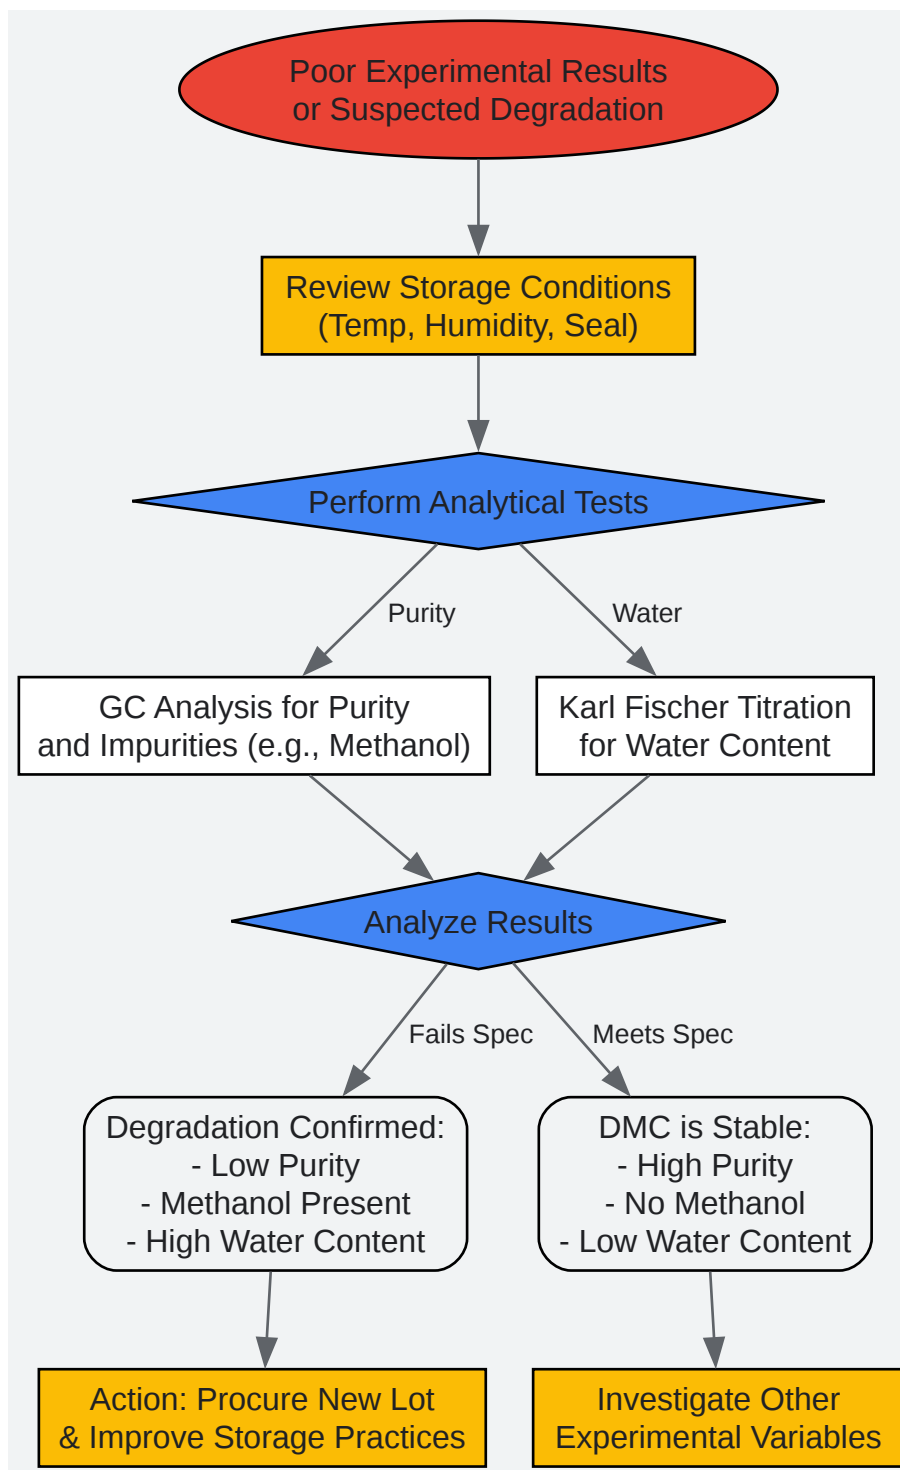 Poor Experimental Results
or Suspected Degradation
Review Storage Conditions
(Temp, Humidity, Seal)
Perform Analytical Tests
Purity
Water
GC Analysis for Purity
and Impurities (e.g., Methanol)
Karl Fischer Titration
for Water Content
Analyze Results
Fails Spec
Meets Spec
Degradation Confirmed:
- Low Purity
- Methanol Present
- High Water Content
DMC is Stable:
- High Purity
- No Methanol
- Low Water Content
Action: Procure New Lot
& Improve Storage Practices
Investigate Other
Experimental Variables